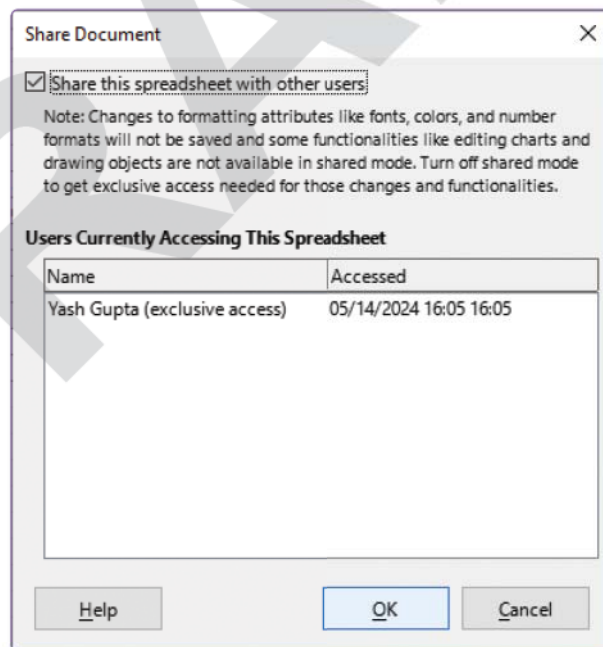 Share Document
Share this spreadsheet with other users
Note: Changes to formatting attributes like fonts, colors, and number
formats will not be saved and some functionalities like editing charts and
drawing objects are not available in shared mode. Turn off shared mode
to get exclusive access needed for those changes and functionalities.
Users Currently Accessing This Spreadsheet
Name Accessed
Yash Gupta (exclusive access) 05/14/2024 16:05 16:05
Help OK Cancel